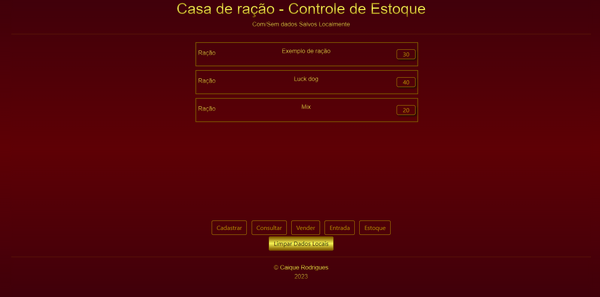 Casa de ração - Controle de Estoque
Com/Sem dados Salvos Localmente
Ração Exemplo de ração 30
Ração Luck dog 40
Ração Mix 20
Cadastrar Consultar Vender Entrada Estoque
Limpar Dados Locais
© Caique Rodrigues
2023